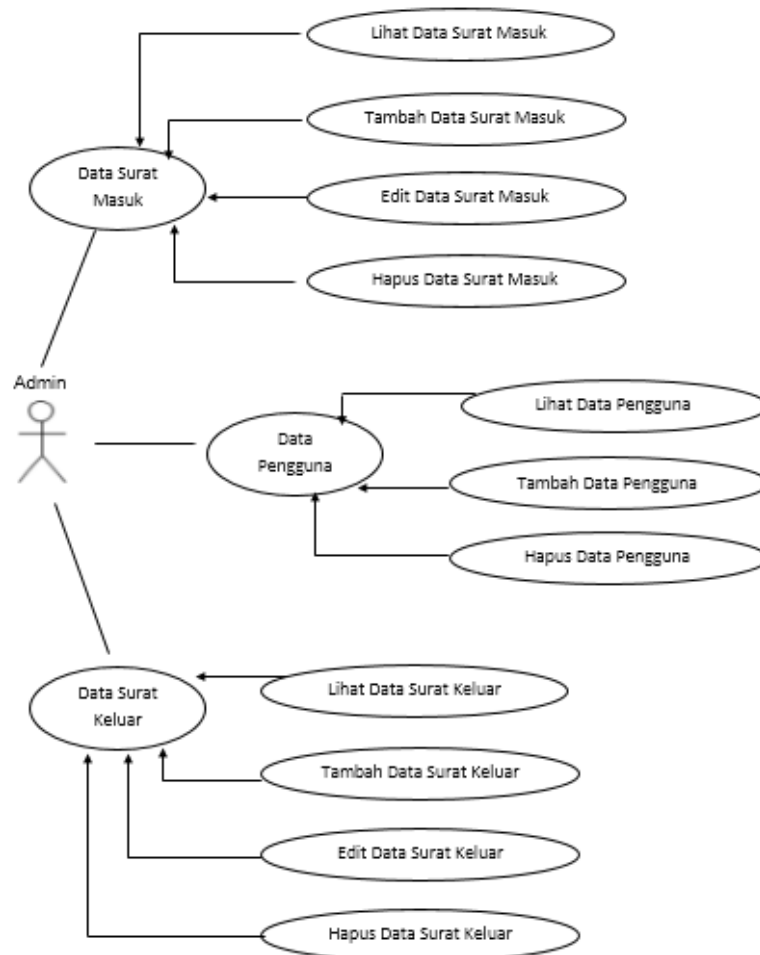 Lihat Data Surat Masuk
Tambah Data Surat Masuk
Data Surat
Masuk
Edit Data Surat Masuk
Hapus Data Surat Masuk
Admin
Lihat Data Pengguna
Data
Pengguna
Tambah Data Pengguna
Hapus Data Pengguna
Data Surat
Keluar
Lihat Data Surat Keluar
Tambah Data Surat Keluar
Edit Data Surat Keluar
Hapus Data Surat Keluar